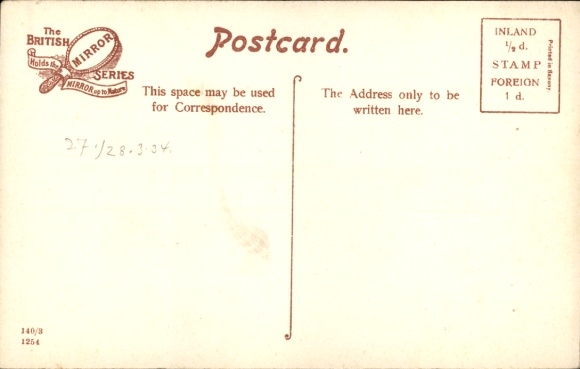 The
BRITISH
MIRROR
Holds the
SERIES
MIRROR up to Nature
Postcard.
This space may be used
for Correspondence.
The Address only to be
written here.
INLAND
½ d.
STAMP
FOREIGN
1 d.
Printed in Saxony.
27./28.3.34.
140/3
1254